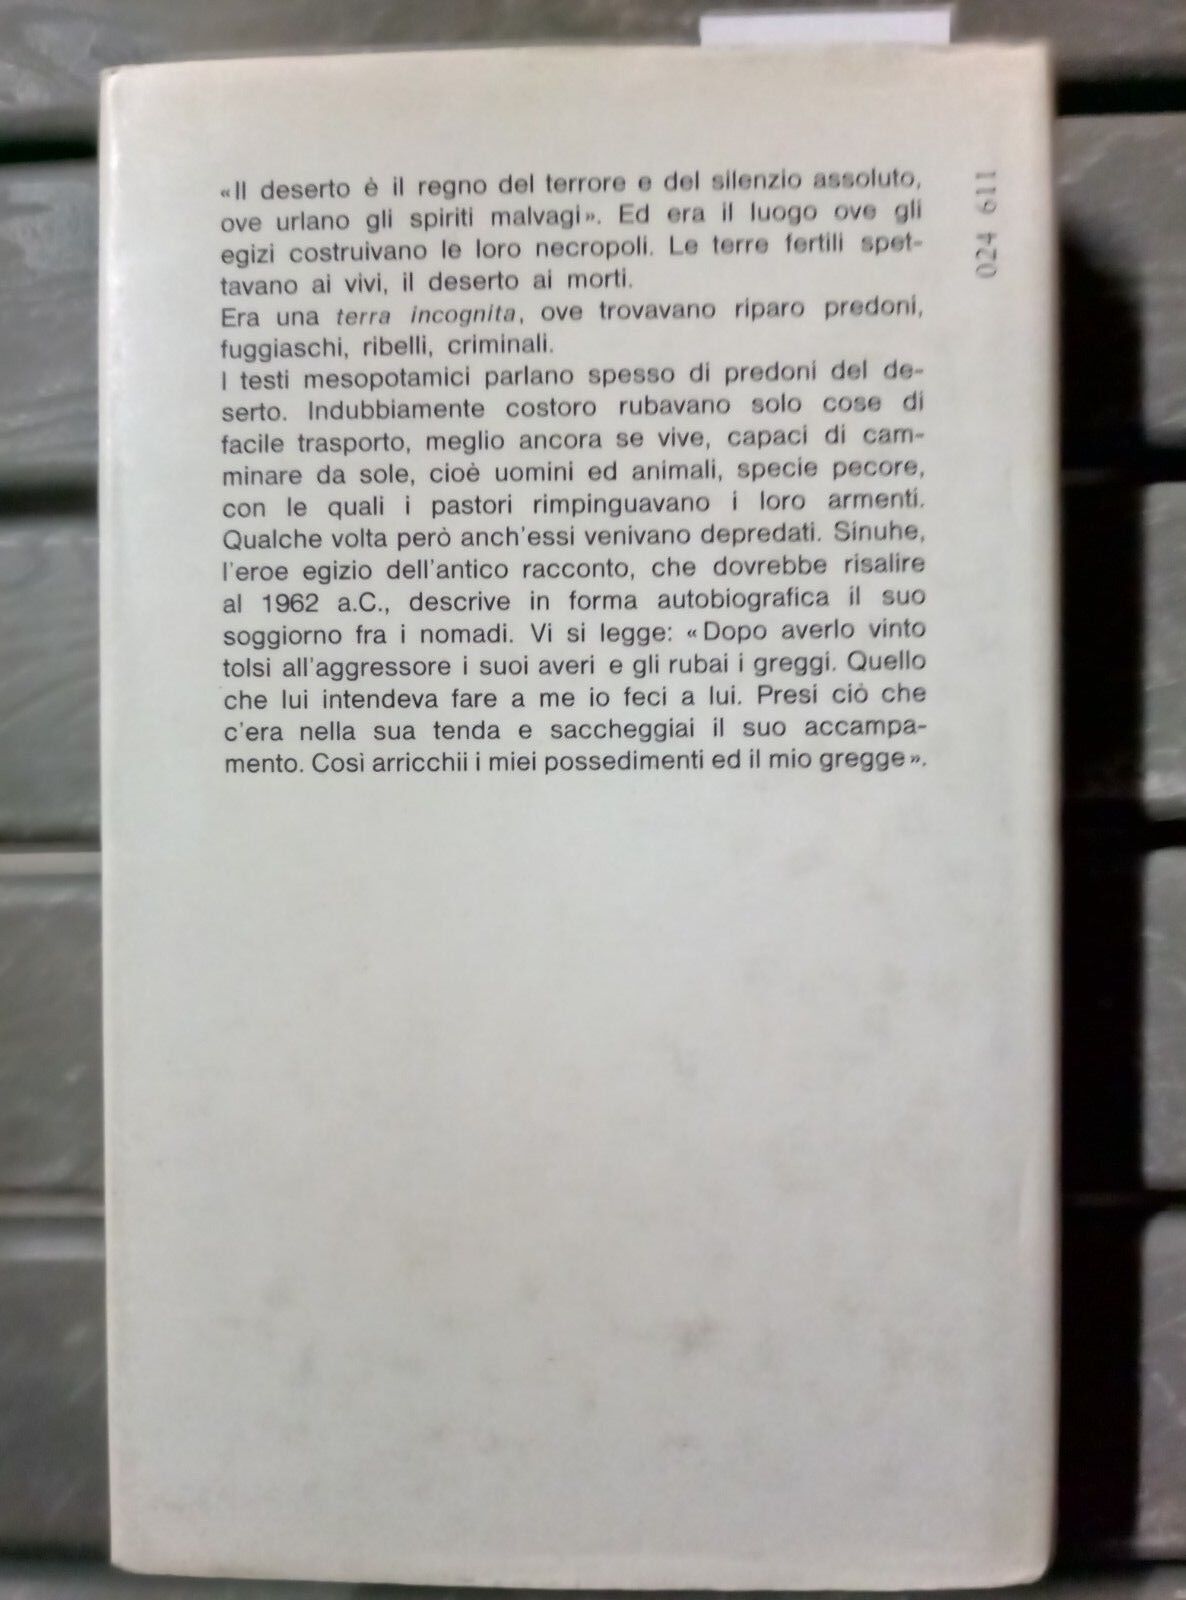 «Il deserto è il regno del terrore e del silenzio assoluto,
ove urlano gli spiriti malvagi». Ed era il luogo ove gli
egizi costruivano le loro necropoli. Le terre fertili spet-
tavano ai vivi, il deserto ai morti.
Era una terra incognita, ove trovavano riparo predoni,
fuggiaschi, ribelli, criminali.
I testi mesopotamici parlano spesso di predoni del de-
serto. Indubbiamente costoro rubavano solo cose di
facile trasporto, meglio ancora se vive, capaci di cam-
minare da sole, cioè uomini ed animali, specie pecore,
con le quali i pastori rimpinguavano i loro armenti.
Qualche volta però anch'essi venivano depredati. Sinuhe,
l'eroe egizio dell'antico racconto, che dovrebbe risalire
al 1962 a.C., descrive in forma autobiografica il suo
soggiorno fra i nomadi. Vi si legge: «Dopo averlo vinto
tolsi all'aggressore i suoi averi e gli rubai i greggi. Quello
che lui intendeva fare a me io feci a lui. Presi ciò che
c'era nella sua tenda e saccheggiai il suo accampa-
mento. Così arricchii i miei possedimenti ed il mio gregge».
024 611